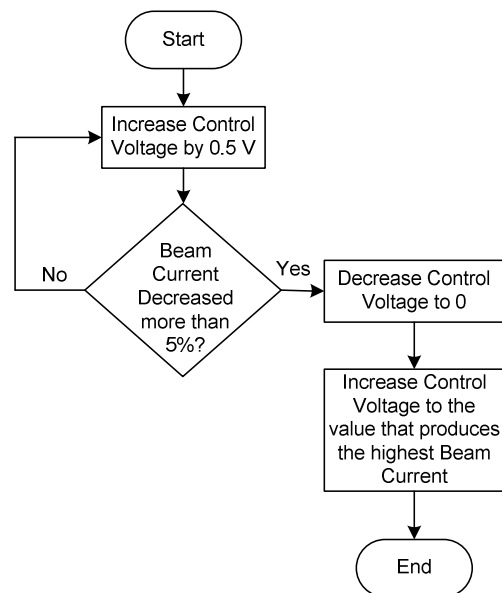 Start
Increase Control
Voltage by 0.5 V
Beam
Current
Decreased
more than
5%?
No
Yes
Decrease Control
Voltage to 0
Increase Control
Voltage to the
value that produces
the highest Beam
Current
End